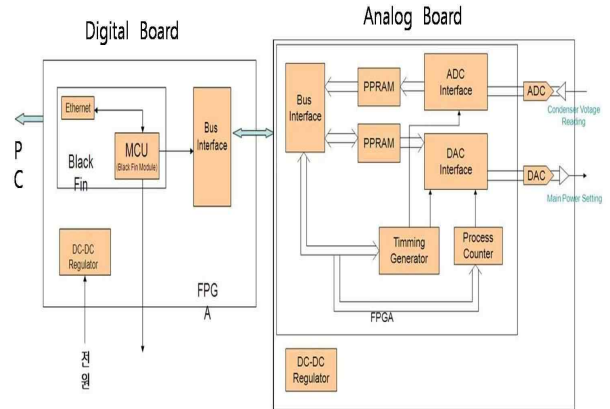 Digital Board
Analog Board
P
C
Ethernet
MCU
(Black Fin Module)
Black
Fin
Bus
Interface
DC-DC
Regulator
FPG
A
전
원
Bus
Interface
PPRAM
PPRAM
ADC
Interface
DAC
Interface
Timming
Generator
Process
Counter
FPGA
DC-DC
Regulator
ADC
Condenser Votage
Reading
DAC
Main Power Setting